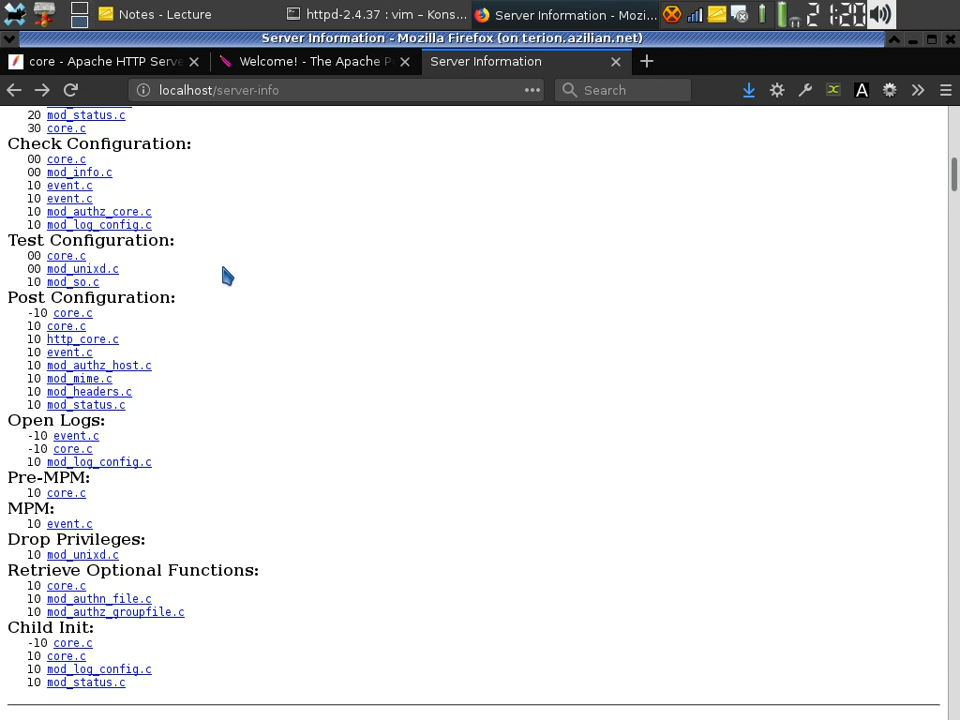 Notes - Lecture
httpd-2.4.37 : vim – Kons...
Server Information - Mozi...
2 1:20
Server Information - Mozilla Firefox (on terion.azilian.net)
core - Apache HTTP Serve
Welcome! - The Apache P
Server Information
localhost/server-info
Search
20 mod_status.c
30 core.c
Check Configuration:
00 core.c
00 mod_info.c
10 event.c
10 event.c
10 mod_authz_core.c
10 mod_log_config.c
Test Configuration:
00 core.c
00 mod_unixd.c
10 mod_so.c
Post Configuration:
-10 core.c
10 core.c
10 http_core.c
10 event.c
10 mod_authz_host.c
10 mod_mime.c
10 mod_headers.c
10 mod_status.c
Open Logs:
-10 event.c
-10 core.c
10 mod_log_config.c
Pre-MPM:
10 core.c
MPM:
10 event.c
Drop Privileges:
10 mod_unixd.c
Retrieve Optional Functions:
10 core.c
10 mod_authn_file.c
10 mod_authz_groupfile.c
Child Init:
-10 core.c
10 core.c
10 mod_log_config.c
10 mod_status.c